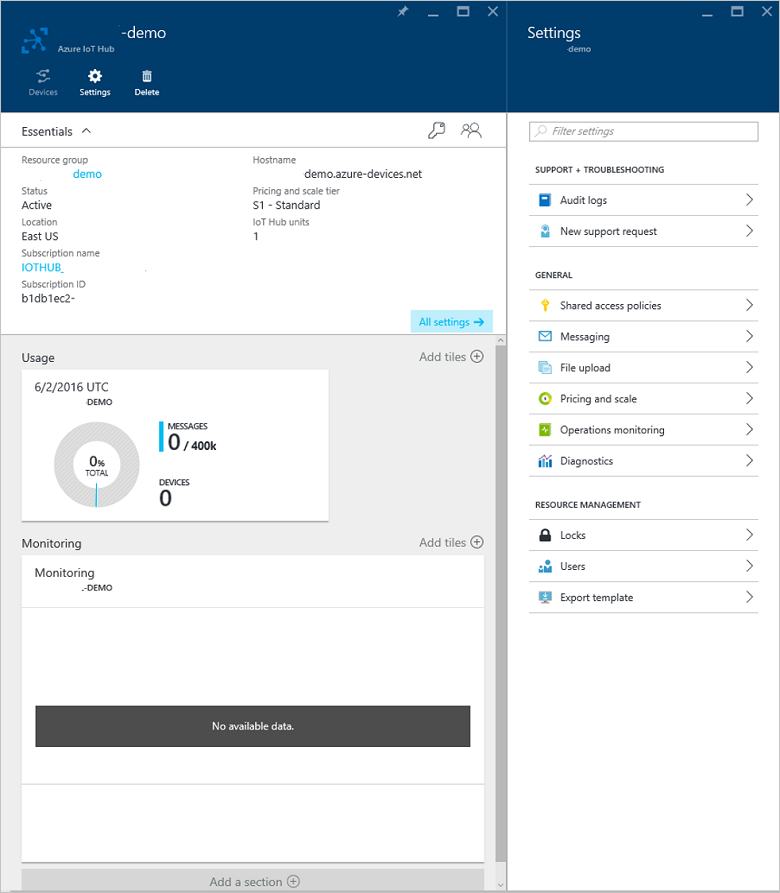 -demo
Azure IoT Hub
Devices
Settings
Delete
Essentials
Resource group
demo
Status
Active
Location
East US
Subscription name
IOTHUB_
Subscription ID
b1db1ec2-
Hostname
demo.azure-devices.net
Pricing and scale tier
S1 - Standard
IoT Hub units
1
All settings →
Usage
Add tiles
6/2/2016 UTC
-DEMO
0%
TOTAL
MESSAGES
0 / 400k
DEVICES
0
Monitoring
Add tiles
Monitoring
.-DEMO
No available data.
Add a section
Settings
-demo
Filter settings
SUPPORT + TROUBLESHOOTING
Audit logs
New support request
GENERAL
Shared access policies
Messaging
File upload
Pricing and scale
Operations monitoring
Diagnostics
RESOURCE MANAGEMENT
Locks
Users
Export template